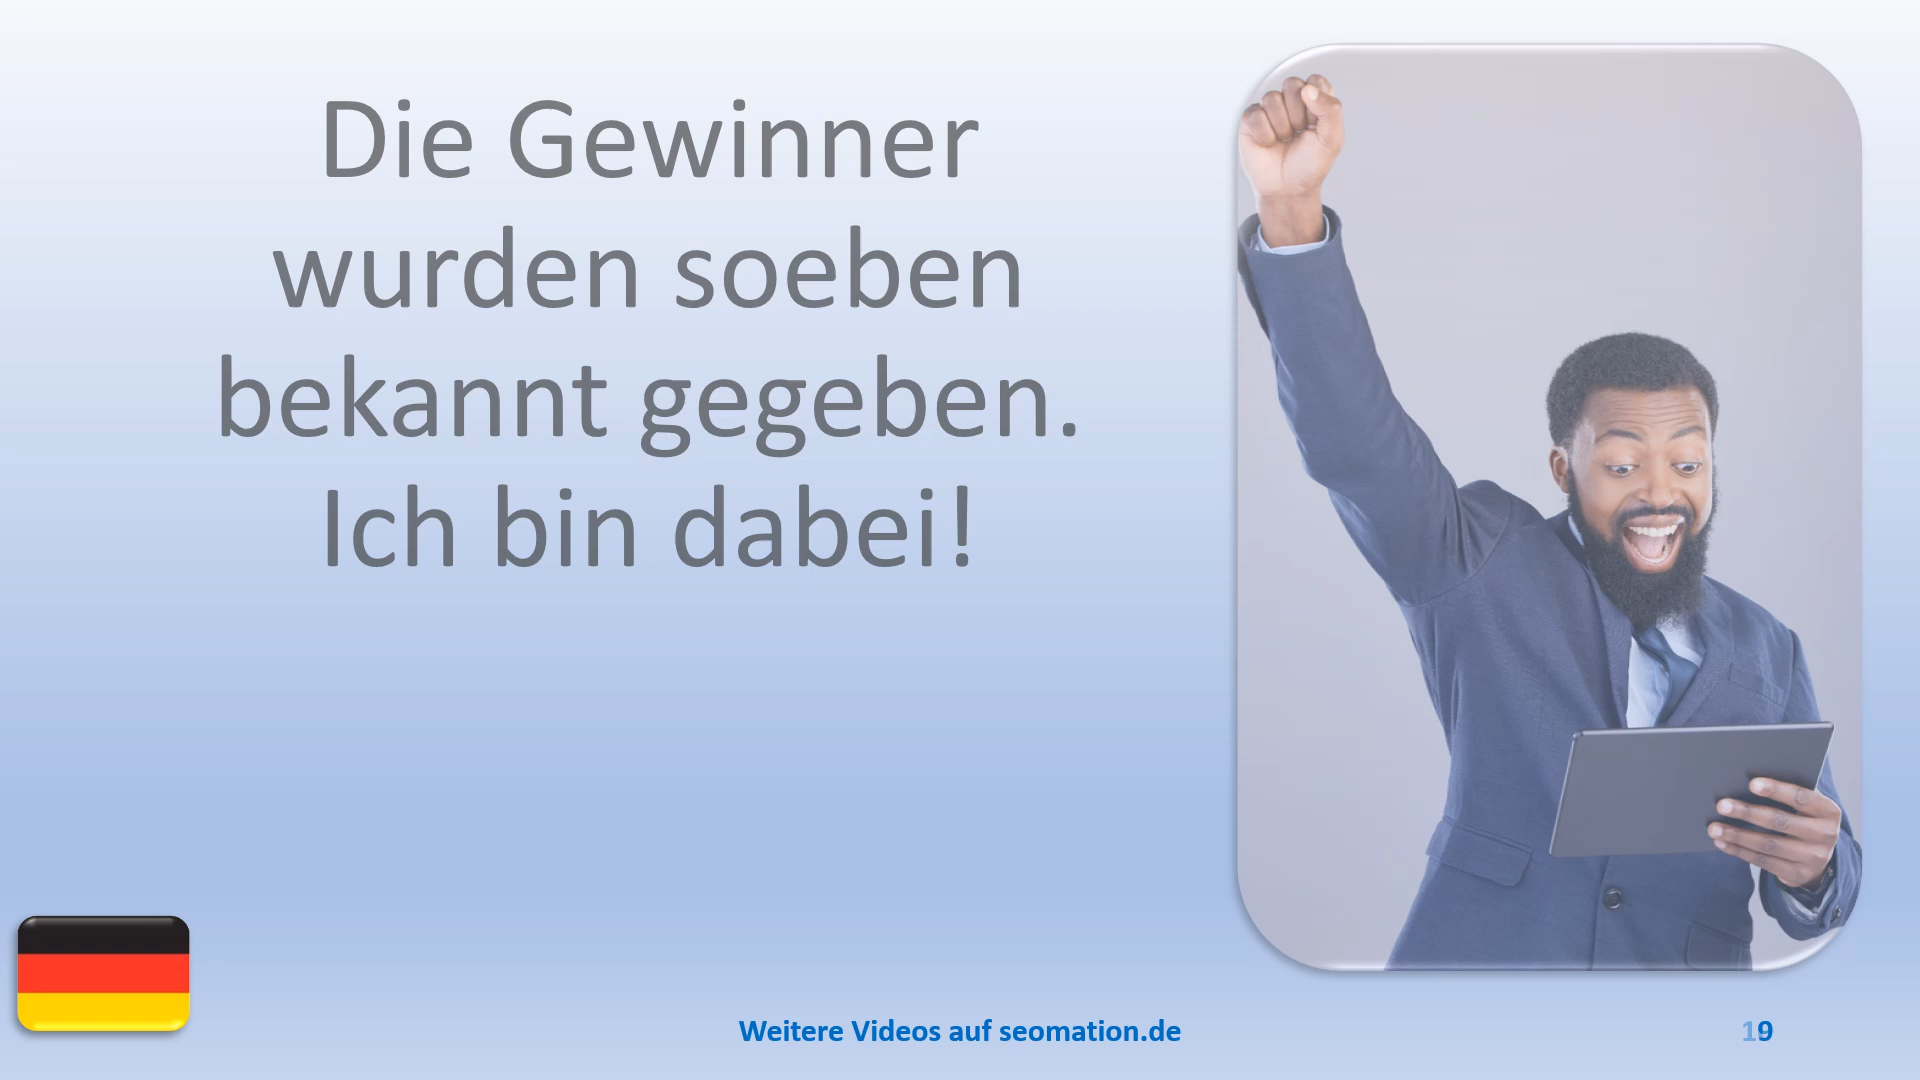 Die Gewinner
wurden soeben
bekannt gegeben.
Ich bin dabei!
Weitere Videos auf seomation.de
19